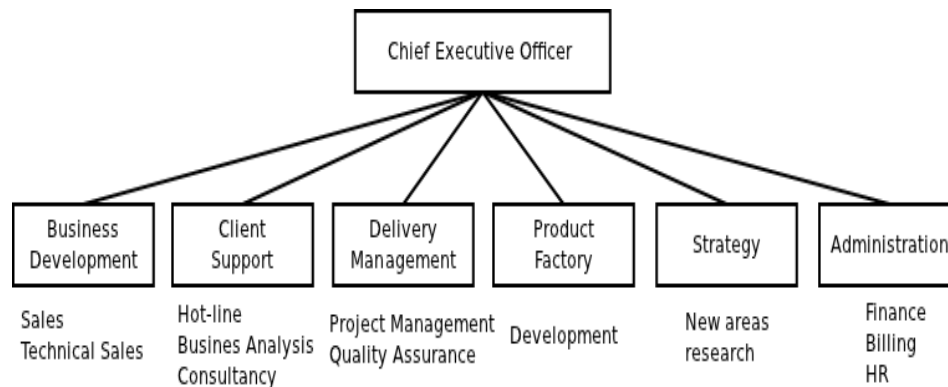 Chief Executive Officer
Business
Development
Client
Support
Delivery
Management
Product
Factory
Strategy
Administration
Sales
Technical Sales
Hot-line
Busines Analysis
Consultancy
Project Management
Quality Assurance
Development
New areas
research
Finance
Billing
HR